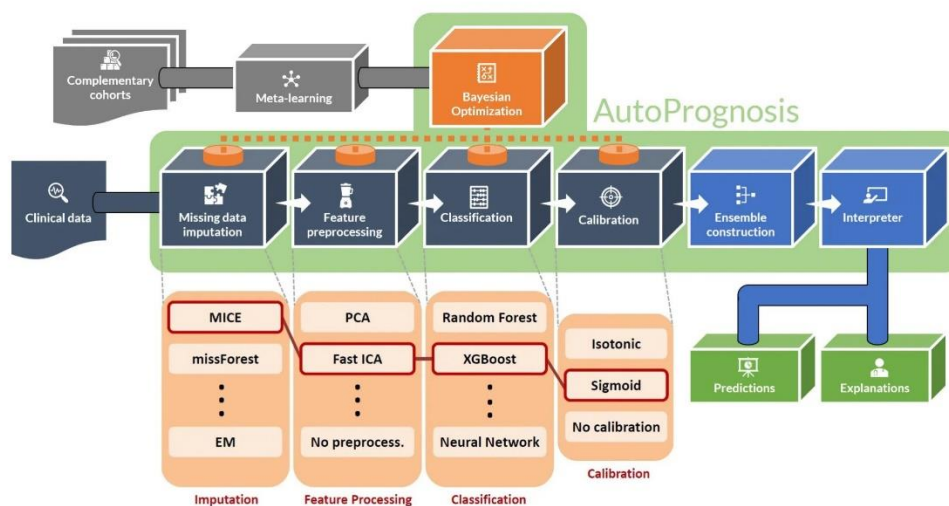 Complementary
cohorts
Meta-learning
Bayesian
Optimization
AutoPrognosis
Clinical data
Missing data
imputation
Feature
preprocessing
Classification
Calibration
Ensemble
construction
Interpreter
MICE
missForest
EM
Imputation
PCA
Fast ICA
No preprocess.
Feature Processing
Random Forest
XGBoost
Neural Network
Classification
Isotonic
Sigmoid
No calibration
Calibration
Predictions
Explanations